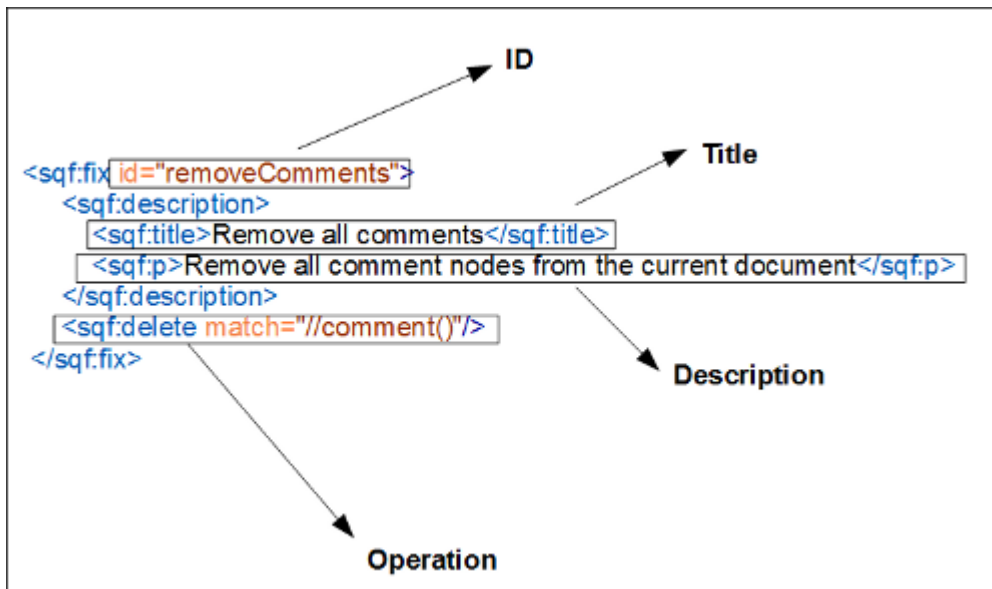 ID
Title
<sqf:fix id="removeComments">
<sqf:description>
<sqf:title>Remove all comments</sqf:title>
<sqf:p>Remove all comment nodes from the current document</sqf:p>
</sqf:description>
<sqf:delete match="//comment()"/>
</sqf:fix>
Description
Operation